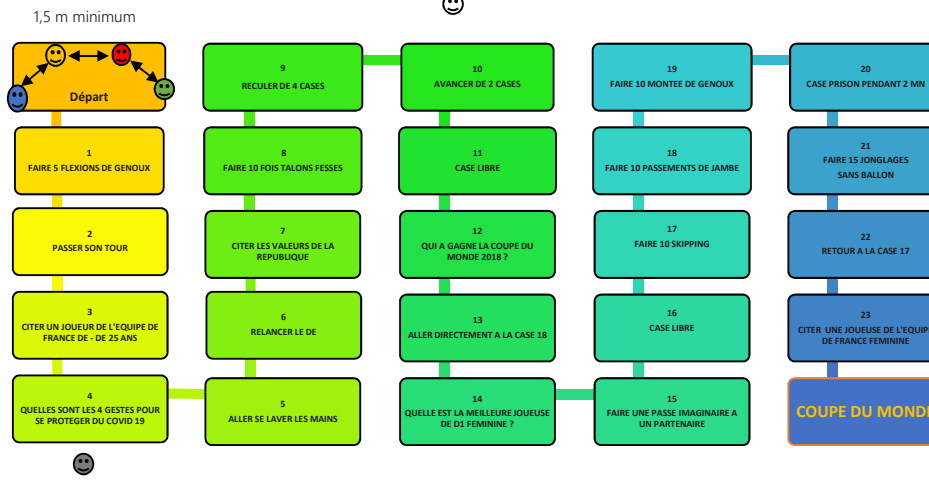 1,5 m minimum
Départ
1
FAIRE 5 FLEXIONS DE GENOUX
2
PASSER SON TOUR
3
CITER UN JOUEUR DE L'EQUIPE DE
FRANCE DE - DE 25 ANS
4
QUELLES SONT LES 4 GESTES POUR
SE PROTEGER DU COVID 19
5
ALLER SE LAVER LES MAINS
6
RELANCER LE DE
7
CITER LES VALEURS DE LA
REPUBLIQUE
8
FAIRE 10 FOIS TALONS FESSES
9
RECULER DE 4 CASES
10
AVANCER DE 2 CASES
11
CASE LIBRE
12
QUI A GAGNE LA COUPE DU
MONDE 2018 ?
13
ALLER DIRECTEMENT A LA CASE 18
14
QUELLE EST LA MEILLEURE JOUEUSE
DE D1 FEMININE ?
15
FAIRE UNE PASSE IMAGINAIRE A
UN PARTENAIRE
16
CASE LIBRE
17
FAIRE 10 SKIPPING
18
FAIRE 10 PASSEMENTS DE JAMBE
19
FAIRE 10 MONTEE DE GENOUX
20
CASE PRISON PENDANT 2 MN
21
FAIRE 15 JONGLAGES
SANS BALLON
22
RETOUR A LA CASE 17
23
CITER UNE JOUEUSE DE L'EQUIP
DE FRANCE FEMININE
COUPE DU MOND